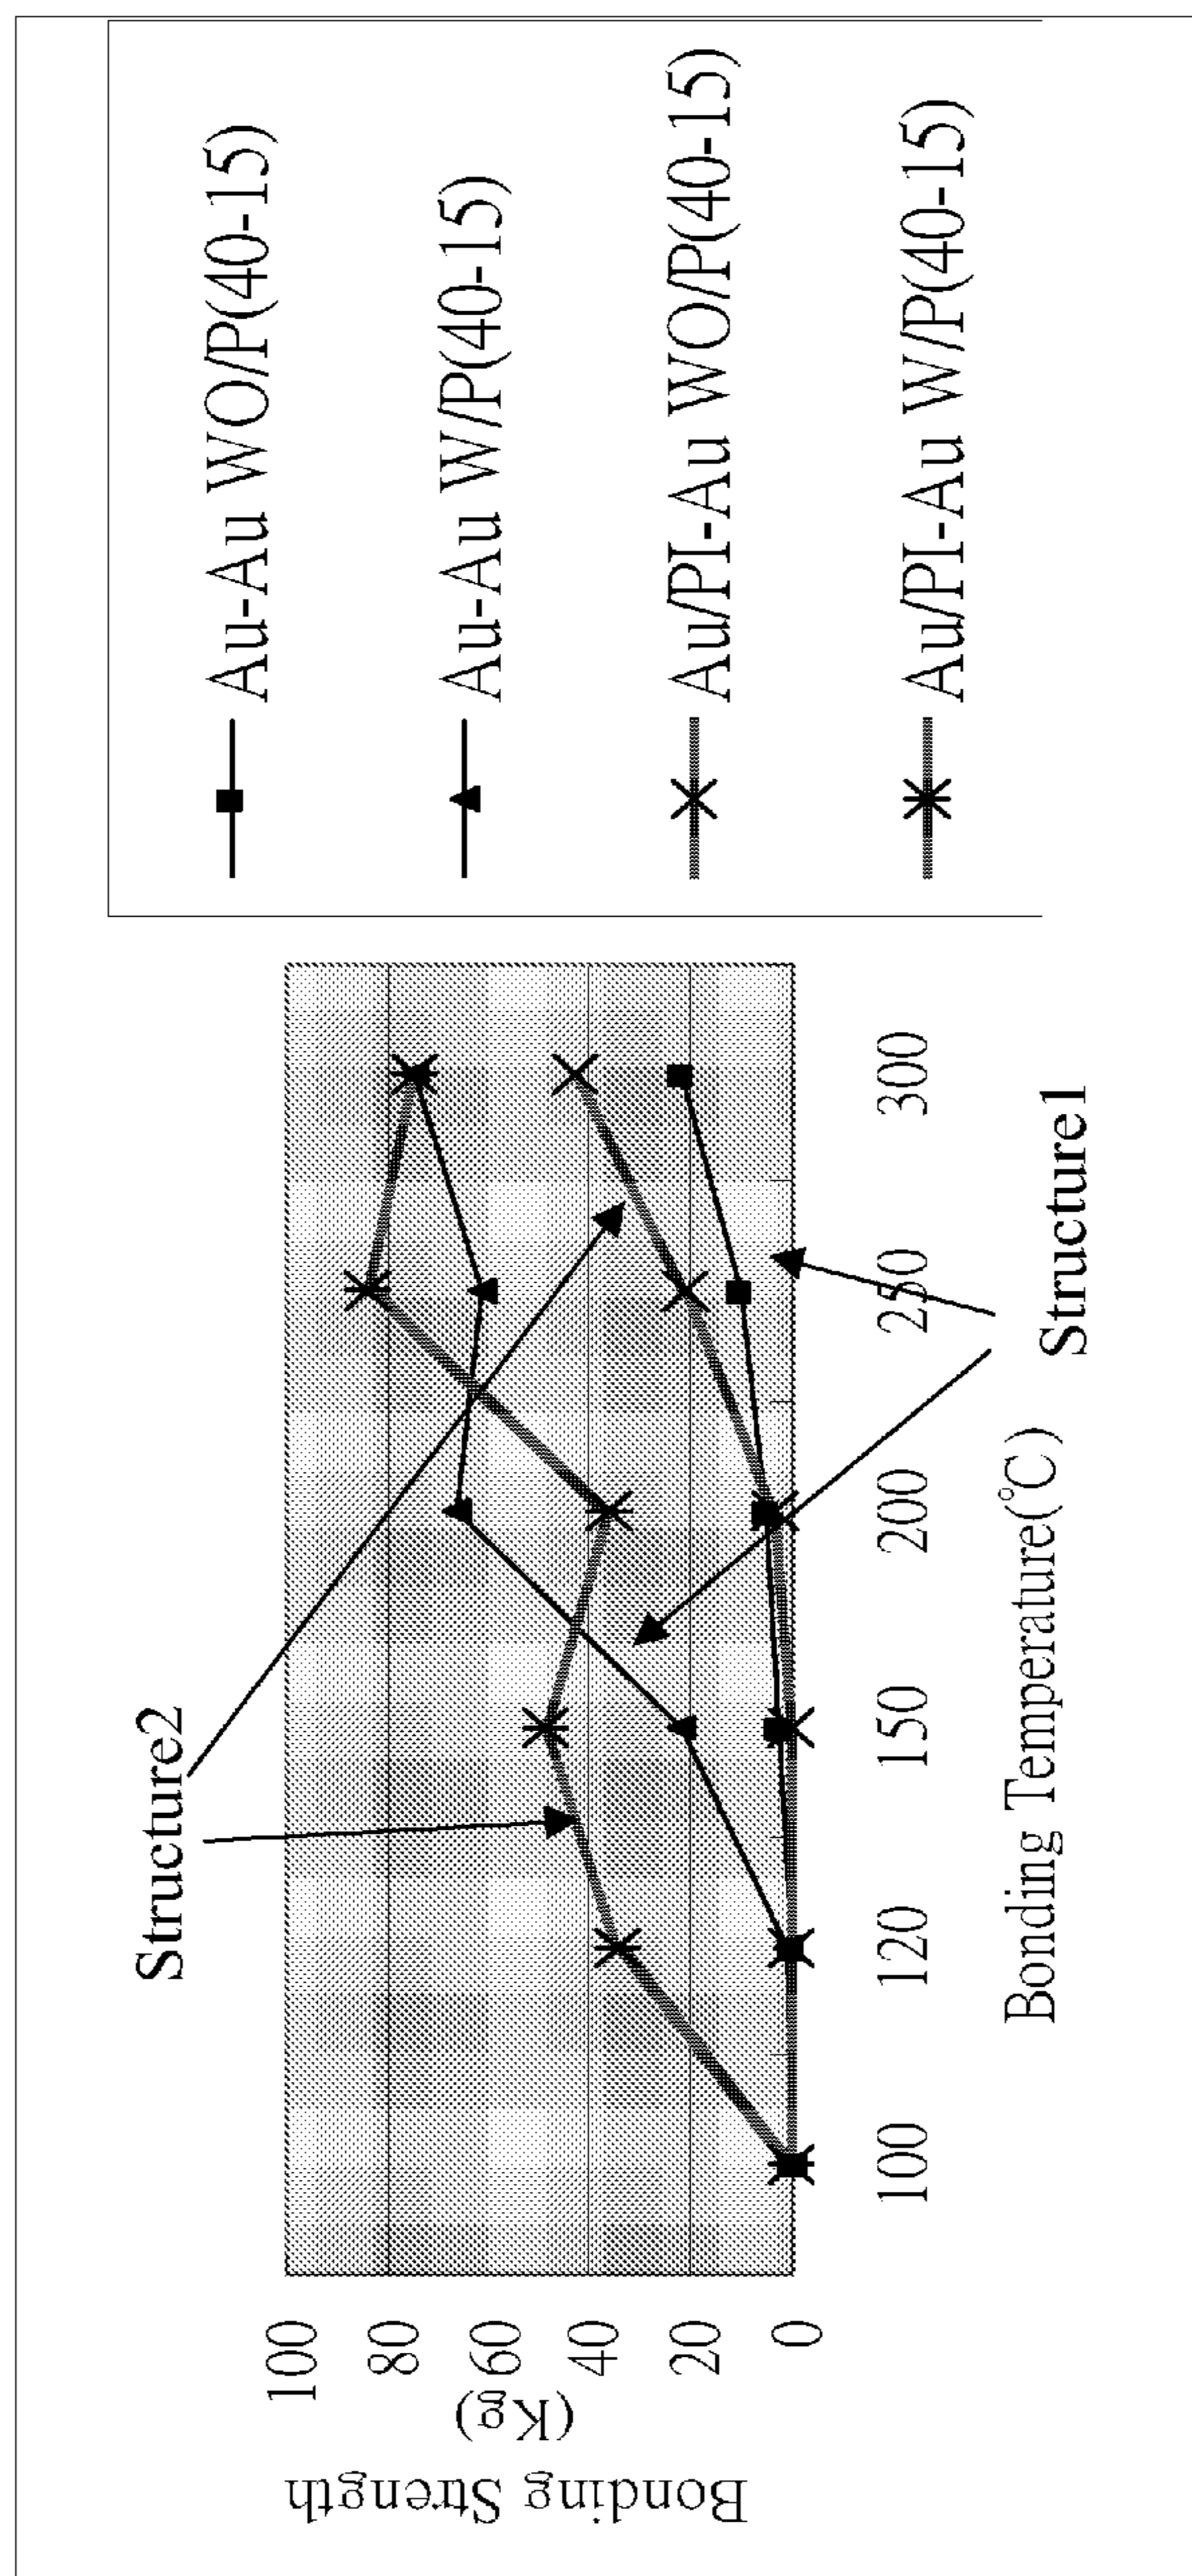 Structure2
Bonding Strength
(Kg)
100
80
60
40
20
0
100
120
150
200
250
300
Bonding Temperature(℃)
Structure1
Au-Au WO/P(40-15)
Au-Au W/P(40-15)
Au/PI-Au WO/P(40-15)
Au/PI-Au W/P(40-15)